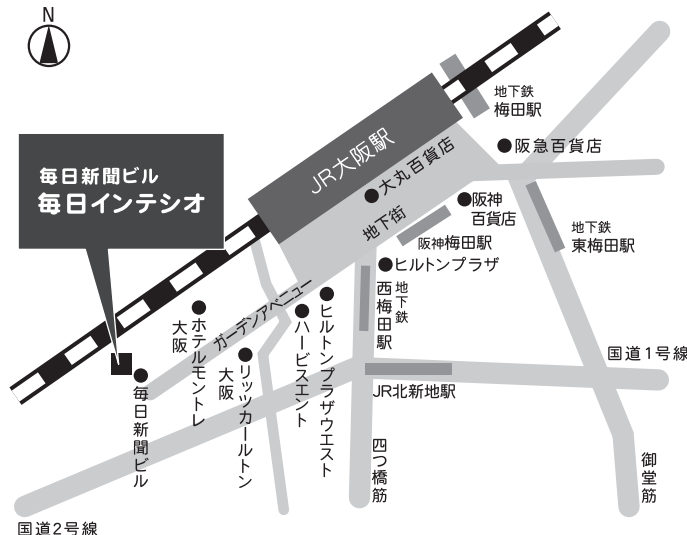 N
地下鉄
梅田駅
阪急百貨店
JR大阪駅
毎日新聞ビル
毎日インテシオ
大丸百貨店
阪神
百貨店
地下街
阪神梅田駅
地下鉄
東梅田駅
ヒルトンプラザ
地下鉄
西梅田駅
ガーデンアベニュー
ホテルモントレ
大阪
リッツカールトン
大阪
ハービスエント
ヒルトンプラザウエスト
国道1号線
JR北新地駅
毎日新聞ビル
四つ橋筋
御堂筋
国道2号線